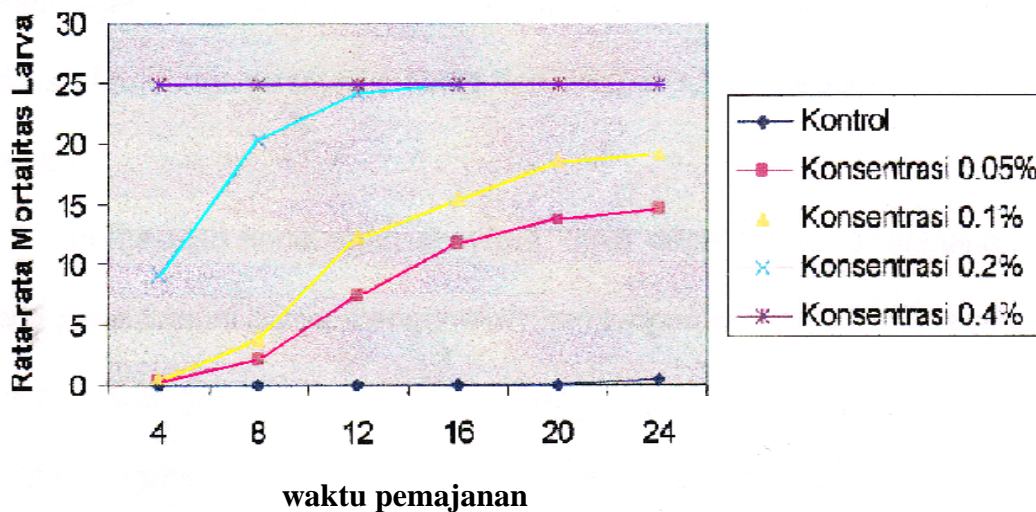 Rata-rata Mortalitas Larva
30
25
20
15
10
5
0
4 8 12 16 20 24
waktu pemajanan
Kontrol
Konsentrasi 0.05%
Konsentrasi 0.1%
Konsentrasi 0.2%
Konsentrasi 0.4%